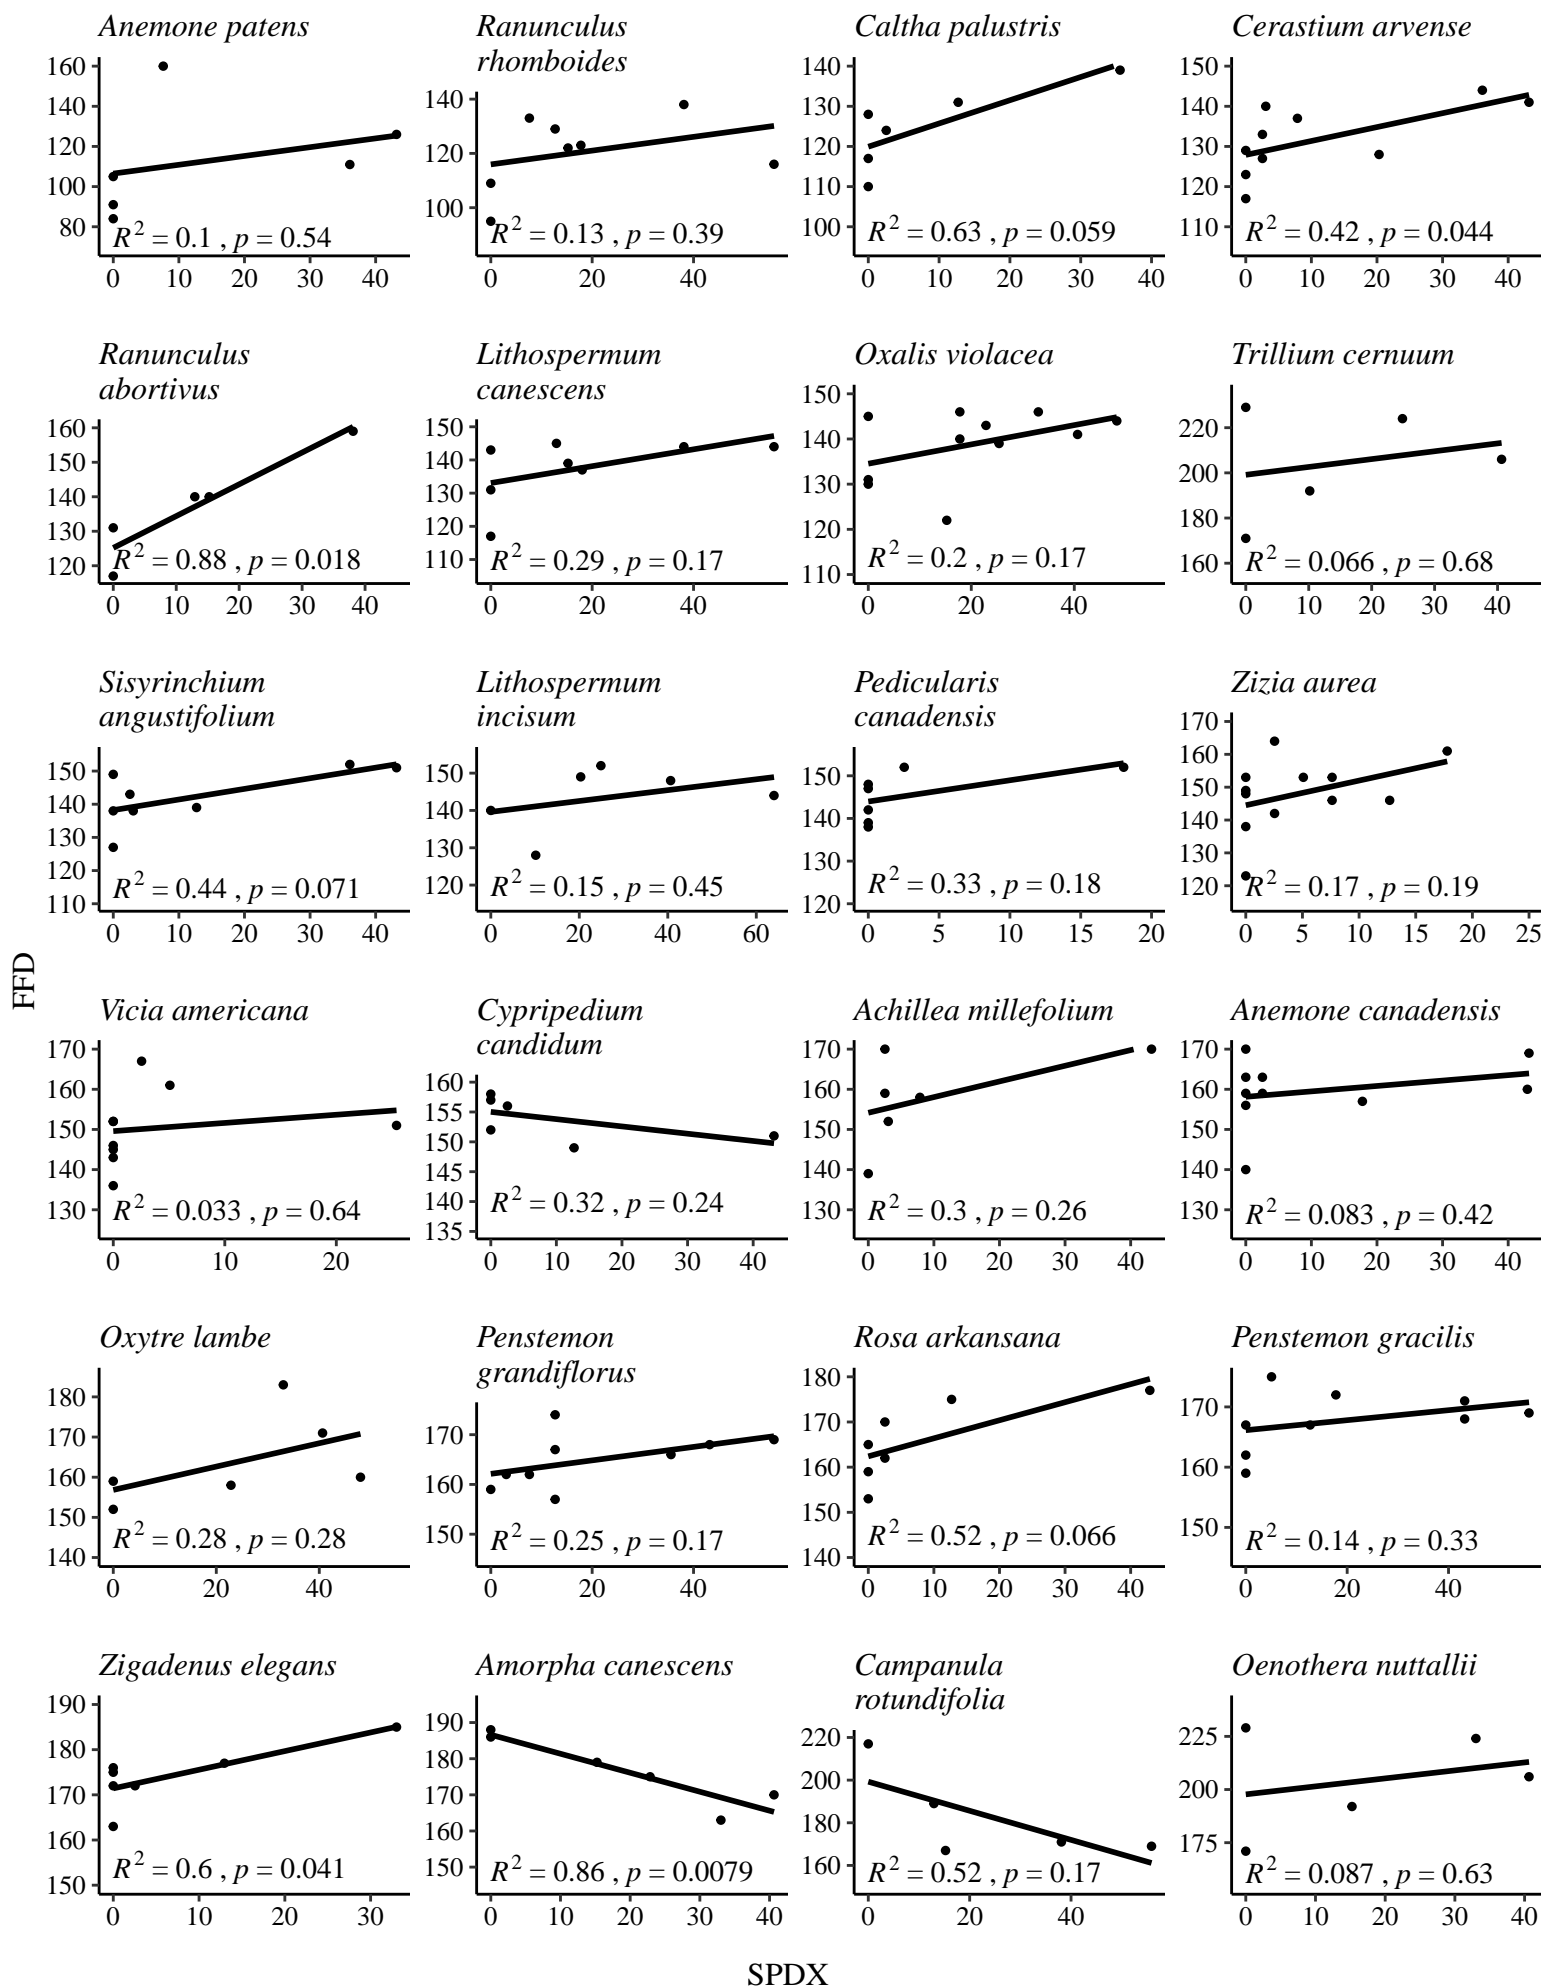 Anemone patens
160
140
120
100
80
R² = 0.1 , p = 0.54
0 10 20 30 40
Ranunculus
rhomboides
140
120
100
R² = 0.13 , p = 0.39
0 20 40
Caltha palustris
140
130
120
110
100
R² = 0.63 , p = 0.059
0 10 20 30 40
Cerastium arvense
150
140
130
120
110
R² = 0.42 , p = 0.044
0 10 20 30 40
Ranunculus
abortivus
160
150
140
130
120
R² = 0.88 , p = 0.018
0 10 20 30 40
Lithospermum
canescens
150
140
130
120
110
R² = 0.29 , p = 0.17
0 20 40
Oxalis violacea
150
140
130
120
110
R² = 0.2 , p = 0.17
0 20 40
Trillium cernuum
220
200
180
160
R² = 0.066 , p = 0.68
0 10 20 30 40
Sisyrinchium
angustifolium
150
140
130
120
110
R² = 0.44 , p = 0.071
0 10 20 30 40
Lithospermum
incisum
150
140
130
120
R² = 0.15 , p = 0.45
0 20 40 60
Pedicularis
canadensis
150
140
130
120
R² = 0.33 , p = 0.18
0 5 10 15 20
Zizia aurea
170
160
150
140
130
120
R² = 0.17 , p = 0.19
0 5 10 15 20 25
FFD
Vicia americana
170
160
150
140
130
R² = 0.033 , p = 0.64
0 10 20
Cypripedium
candidum
160
155
150
145
140
135
R² = 0.32 , p = 0.24
0 10 20 30 40
Achillea millefolium
170
160
150
140
130
R² = 0.3 , p = 0.26
0 10 20 30 40
Anemone canadensis
170
160
150
140
130
R² = 0.083 , p = 0.42
0 10 20 30 40
Oxytre lambe
180
170
160
150
140
R² = 0.28 , p = 0.28
0 20 40
Penstemon
grandiflorus
170
160
150
R² = 0.25 , p = 0.17
0 20 40
Rosa arkansana
180
170
160
150
140
R² = 0.52 , p = 0.066
0 10 20 30 40
Penstemon gracilis
170
160
150
R² = 0.14 , p = 0.33
0 20 40
Zigadenus elegans
190
180
170
160
150
R² = 0.6 , p = 0.041
0 10 20 30
Amorpha canescens
190
180
170
160
150
R² = 0.86 , p = 0.0079
0 10 20 30 40
Campanula
rotundifolia
220
200
180
160
R² = 0.52 , p = 0.17
0 20 40
Oenothera nuttallii
225
200
175
R² = 0.087 , p = 0.63
0 10 20 30 40
SPDX